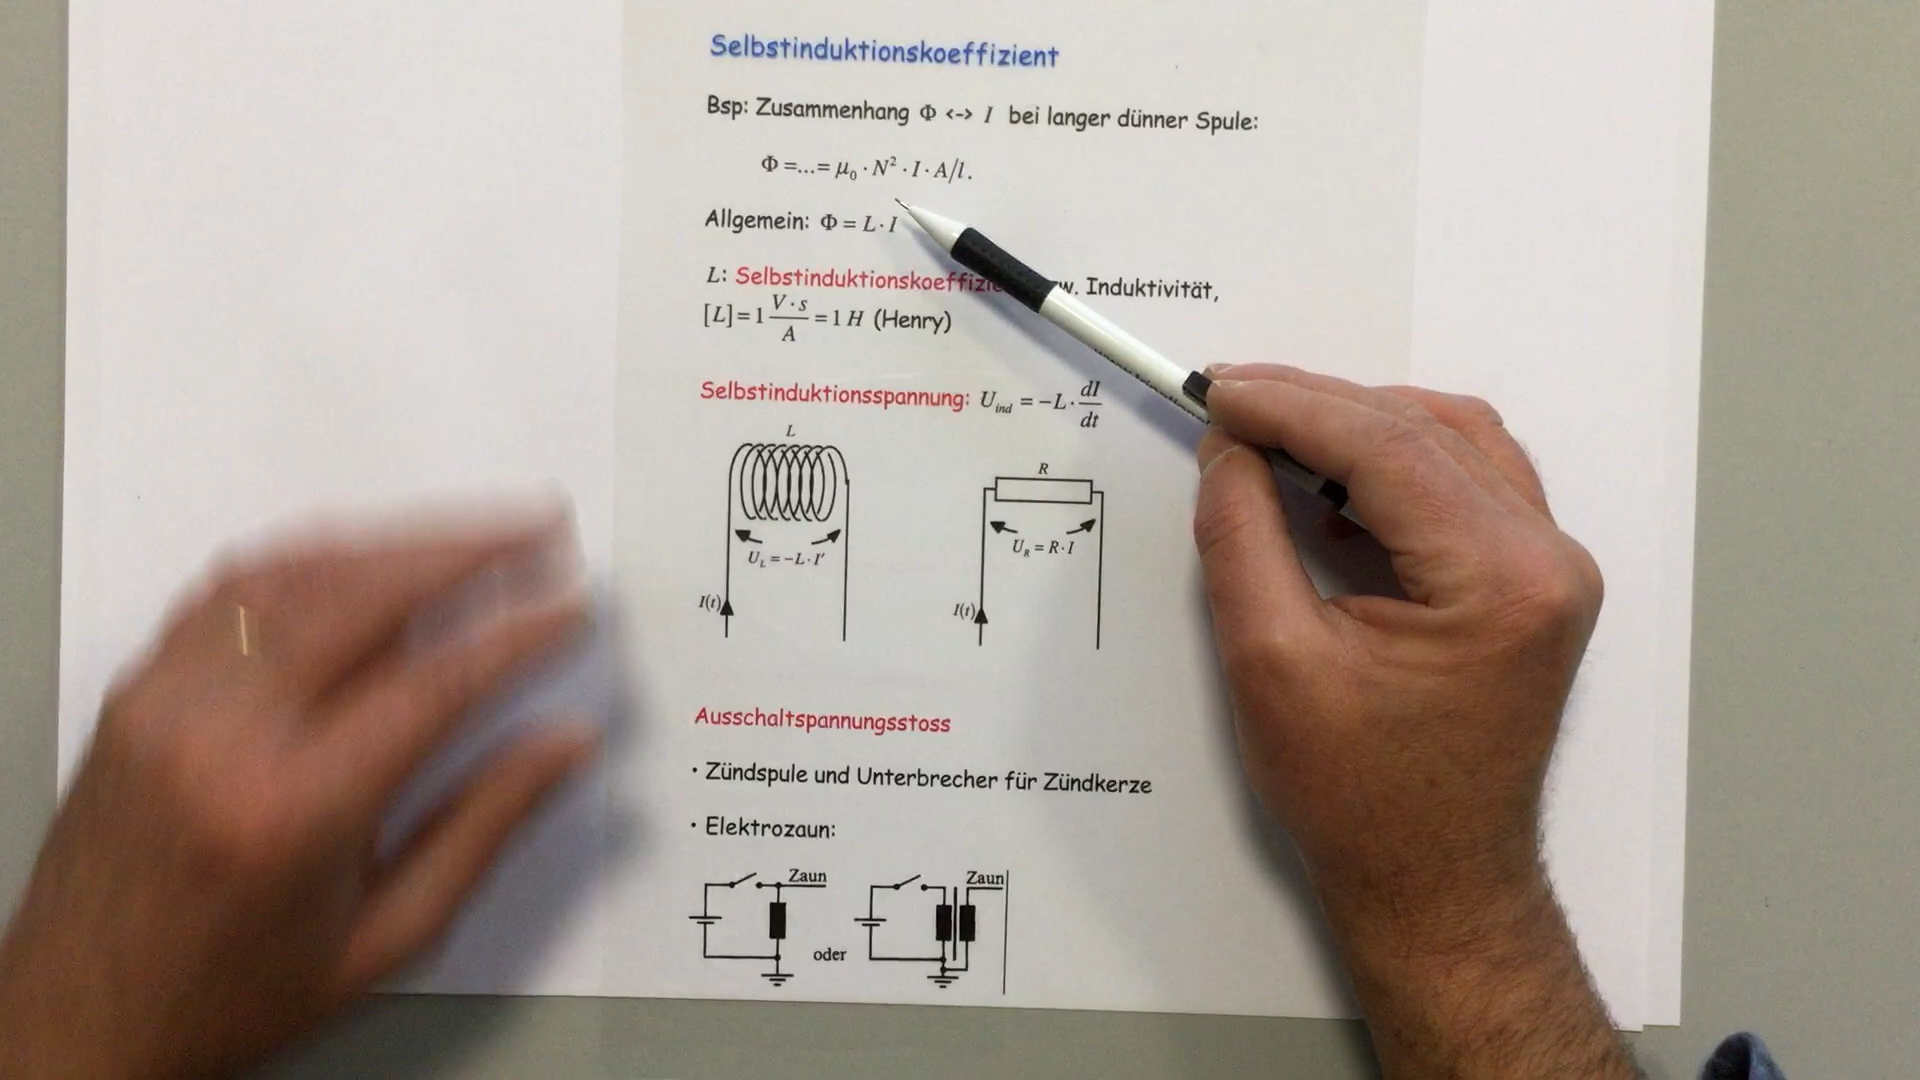 Selbstinduktionskoeffizient
Bsp: Zusammenhang Φ <-> I bei langer dünner Spule:
Φ =...= μ₀ · N² · I · A/l.
Allgemein: Φ = L · I
L: Selbstinduktionskoeffizie w. Induktivität,
[L] = 1 V·s/A = 1 H (Henry)
Selbstinduktionsspannung: U_ind = -L · dI/dt
L
R
U_L = -L·I'
U_R = R·I
I(t)
I(t)
Ausschaltspannungsstoss
• Zündspule und Unterbrecher für Zündkerze
• Elektrozaun:
Zaun
Zaun
oder